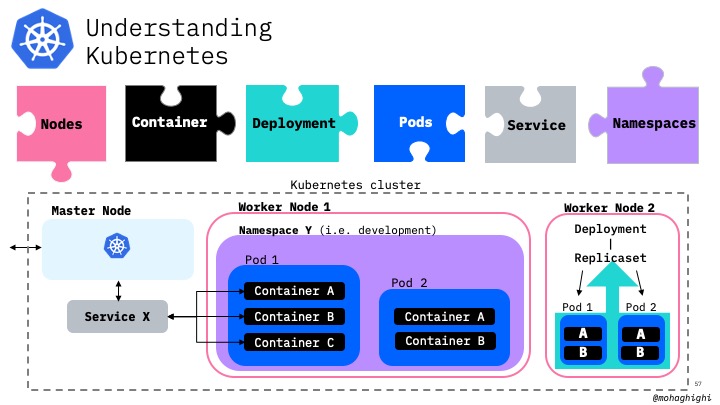 Understanding
Kubernetes
Nodes
Container
Deployment
Pods
Service
Namespaces
Kubernetes cluster
Master Node
Worker Node 1
Worker Node 2
Namespace Y (i.e. development)
Deployment
Replicaset
Pod 1
Container A
Container B
Container C
Pod 2
Container A
Container B
Service X
Pod 1
A
B
Pod 2
A
B
57
@mohaghighi